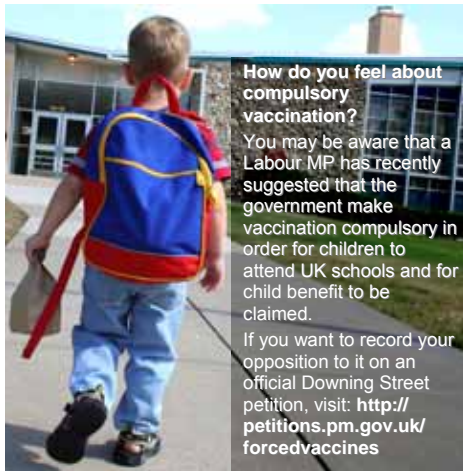 How do you feel about
compulsory
vaccination?
You may be aware that a
Labour MP has recently
suggested that the
government make
vaccination compulsory in
order for children to
attend UK schools and for
child benefit to be
claimed.
If you want to record your
opposition to it on an
official Downing Street
petition, visit: http://
petitions.pm.gov.uk/
forcedvaccines